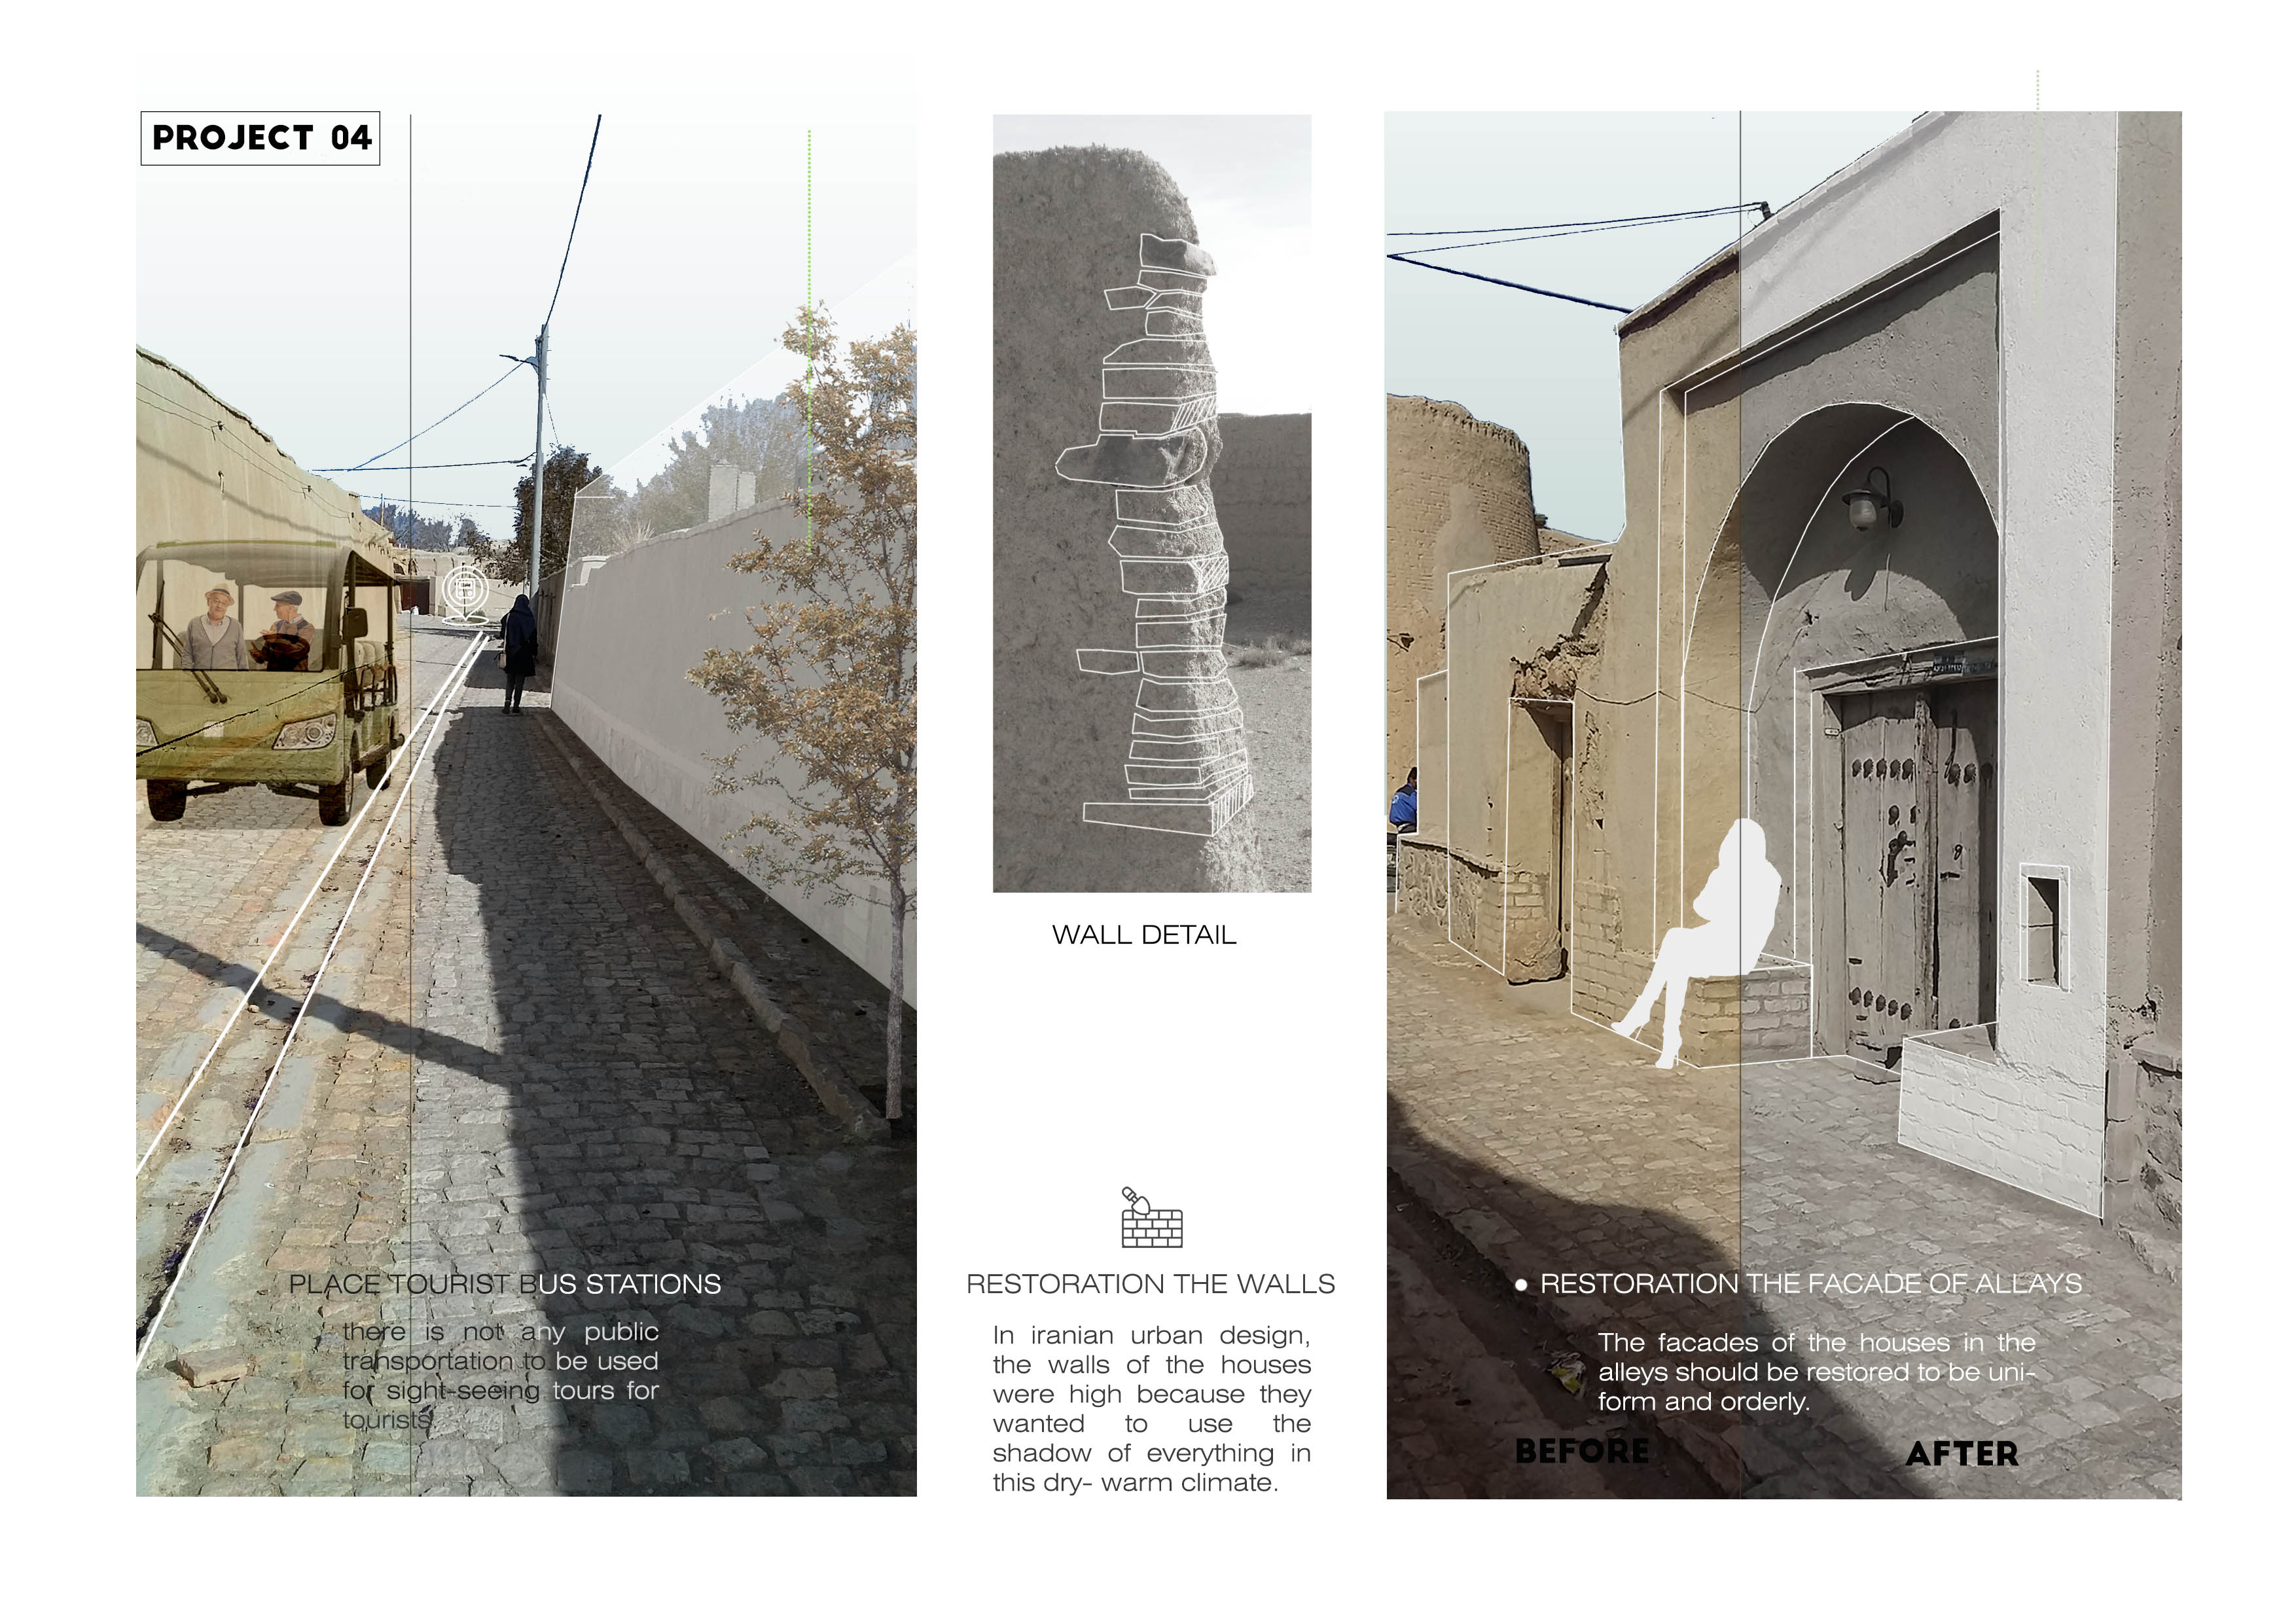 PROJECT 04
PLACE TOURIST BUS STATIONS
there is not any public
transportation to be used
for sight-seeing tours for
tourists.
WALL DETAIL
RESTORATION THE WALLS
In iranian urban design,
the walls of the houses
were high because they
wanted to use the
shadow of everything in
this dry- warm climate.
RESTORATION THE FACADE OF ALLAYS
The facades of the houses in the
alleys should be restored to be uni-
form and orderly.
BEFORE
AFTER